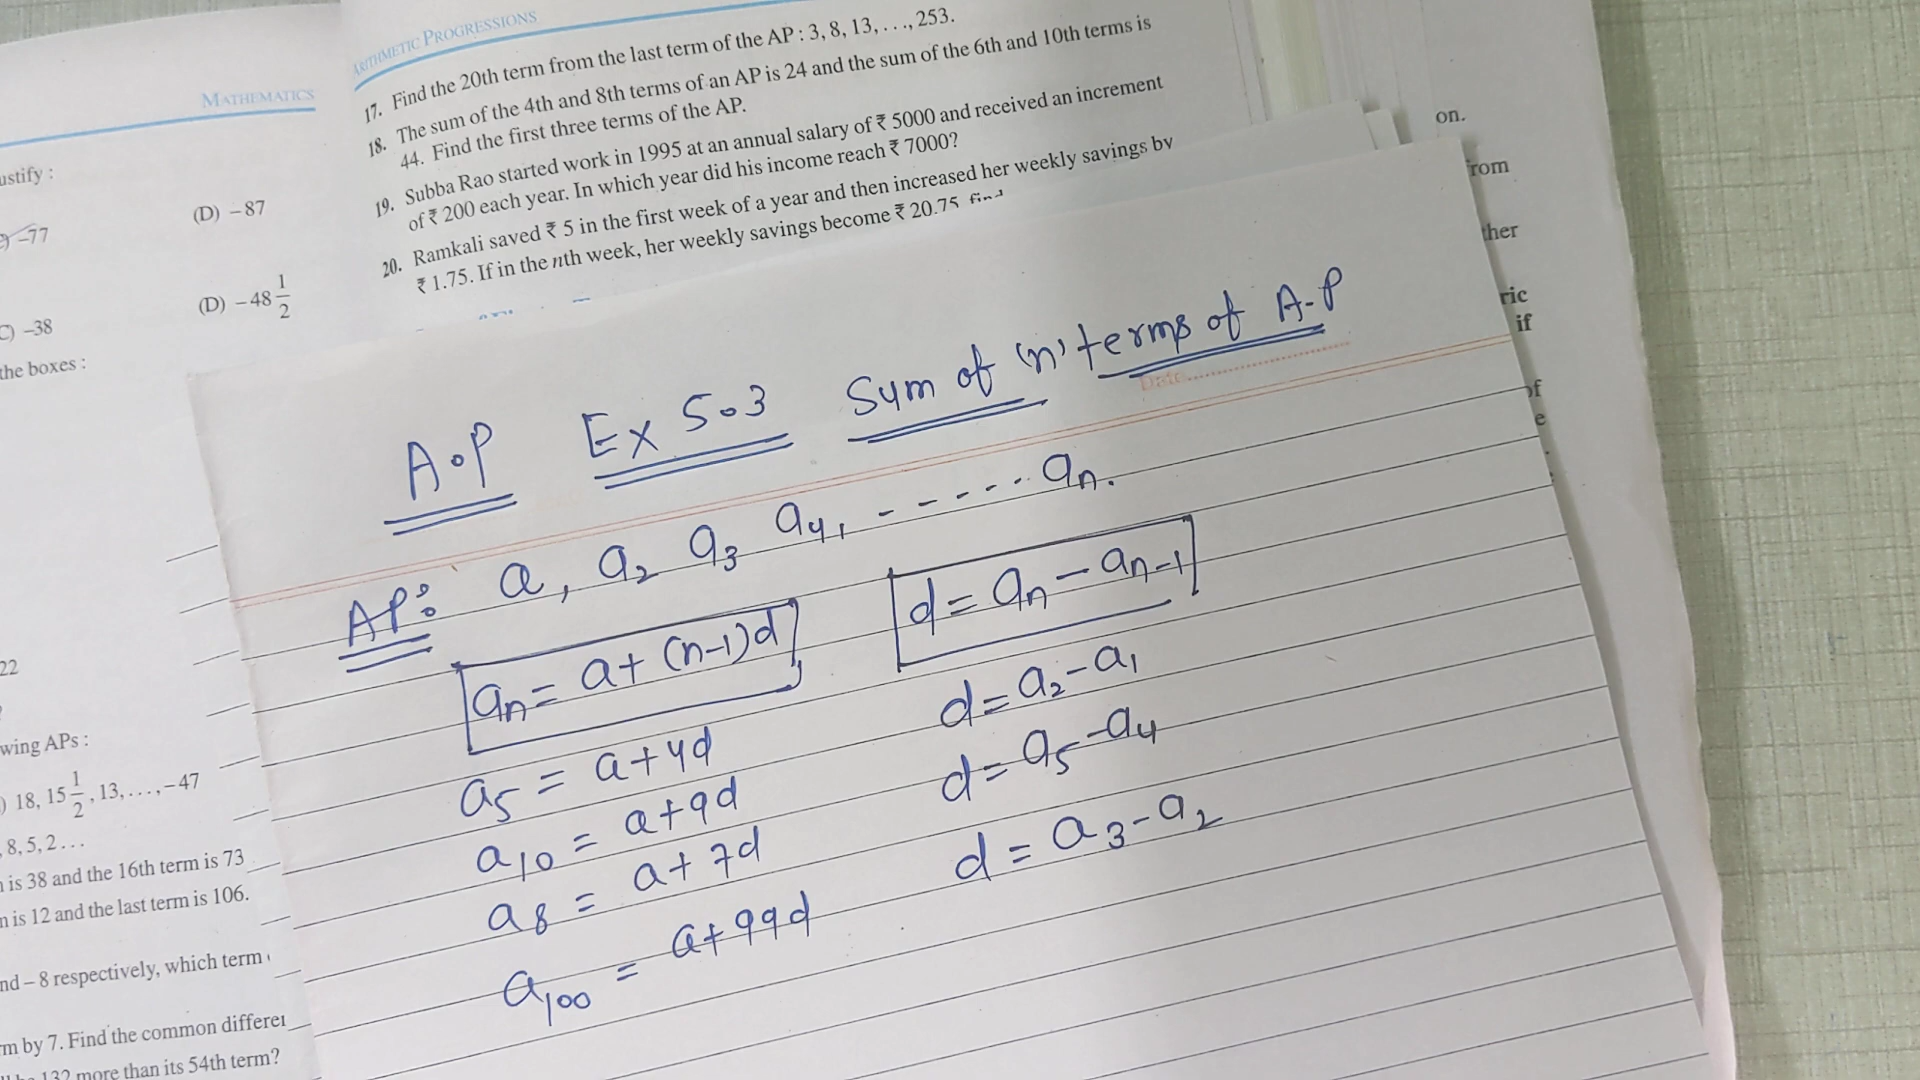 MATHEMATICS
ustify :
–77
(D) – 87
(D) – 48 1/2
C) –38
the boxes :
22
wing APs :
) 18, 15 1/2, 13, . . . , – 47
8, 5, 2 . . .
is 38 and the 16th term is 73
is 12 and the last term is 106.
nd – 8 respectively, which term
m by 7. Find the common differe
132 more than its 54th term?
ARITHMETIC PROGRESSIONS
17. Find the 20th term from the last term of the AP : 3, 8, 13, . . ., 253.
18. The sum of the 4th and 8th terms of an AP is 24 and the sum of the 6th and 10th terms is
44. Find the first three terms of the AP.
19. Subba Rao started work in 1995 at an annual salary of ₹ 5000 and received an increment
of ₹ 200 each year. In which year did his income reach ₹ 7000?
20. Ramkali saved ₹ 5 in the first week of a year and then increased her weekly savings by
₹ 1.75. If in the nth week, her weekly savings become ₹ 20.75, find
A.P Ex 5.3 Sum of 'n' terms of A.P
Date
AP: a, a₂ a₃ a₄, - - - - - - - aₙ.
aₙ = a + (n-1)d d = aₙ - aₙ₋₁
d = a₂ - a₁
a₅ = a + 4d d = a₅ - a₄
a₁₀ = a + 9d
a₈ = a + 7d d = a₃ - a₂
a₁₀₀ = a + 99d
on.
rom
ther
ric
if
of
e